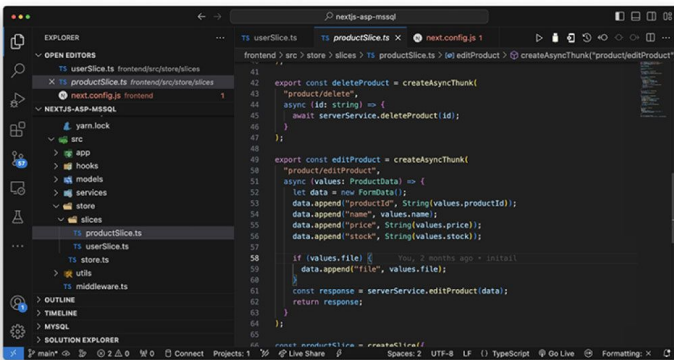 nextjs-asp-mssql
EXPLORER
TS userSlice.ts
TS productSlice.ts
next.config.js 1
OPEN EDITORS
frontend > src > store > slices > TS productSlice.ts > editProduct > createAsyncThunk("product/editProduct"
TS userSlice.ts frontend/src/store/slices
TS productSlice.ts frontend/src/store/slices
next.config.js frontend 1
NEXTJS-ASP-MSSQL
yarn.lock
src
app
hooks
models
services
store
slices
TS productSlice.ts
TS userSlice.ts
TS store.ts
utils
TS middleware.ts
OUTLINE
TIMELINE
MYSQL
SOLUTION EXPLORER
57
1
41
42 export const deleteProduct = createAsyncThunk(
43 "product/delete",
44 async (id: string) => {
45 await serverService.deleteProduct(id);
46 }
47 );
48
49 export const editProduct = createAsyncThunk(
50 "product/editProduct",
51 async (values: ProductData) => {
52 let data = new FormData();
53 data.append("productId", String(values.productId));
54 data.append("name", values.name);
55 data.append("price", String(values.price));
56 data.append("stock", String(values.stock));
57
58 if (values.file) { You, 2 months ago • initail
59 data.append("file", values.file);
60 }
61 const response = serverService.editProduct(data);
62 return response;
63 }
64 );
65
66 const productSlice = createSlice({
main* 2 0 0 Connect Projects: 1 Live Share Spaces: 2 UTF-8 LF {} TypeScript Go Live Formatting: ×